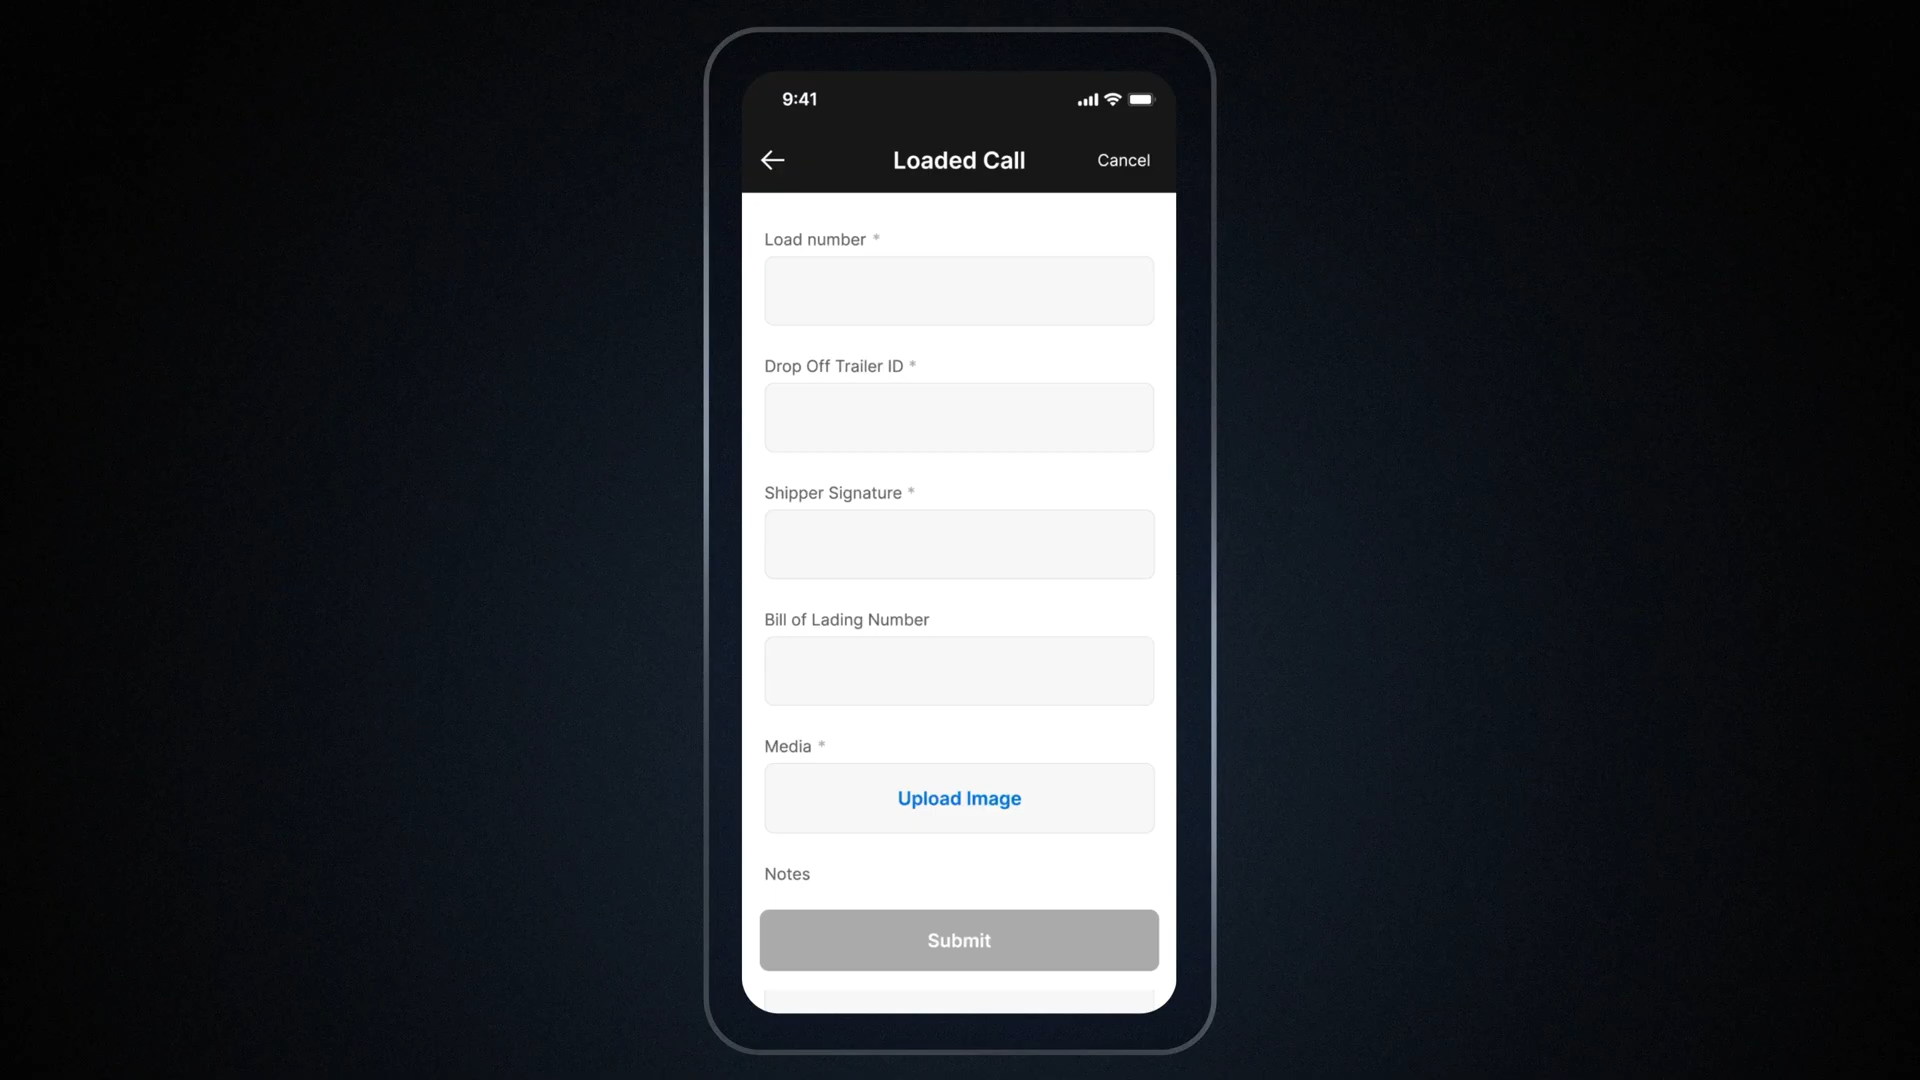 9:41
Loaded Call
Cancel
Load number *
Drop Off Trailer ID *
Shipper Signature *
Bill of Lading Number
Media *
Upload Image
Notes
Submit